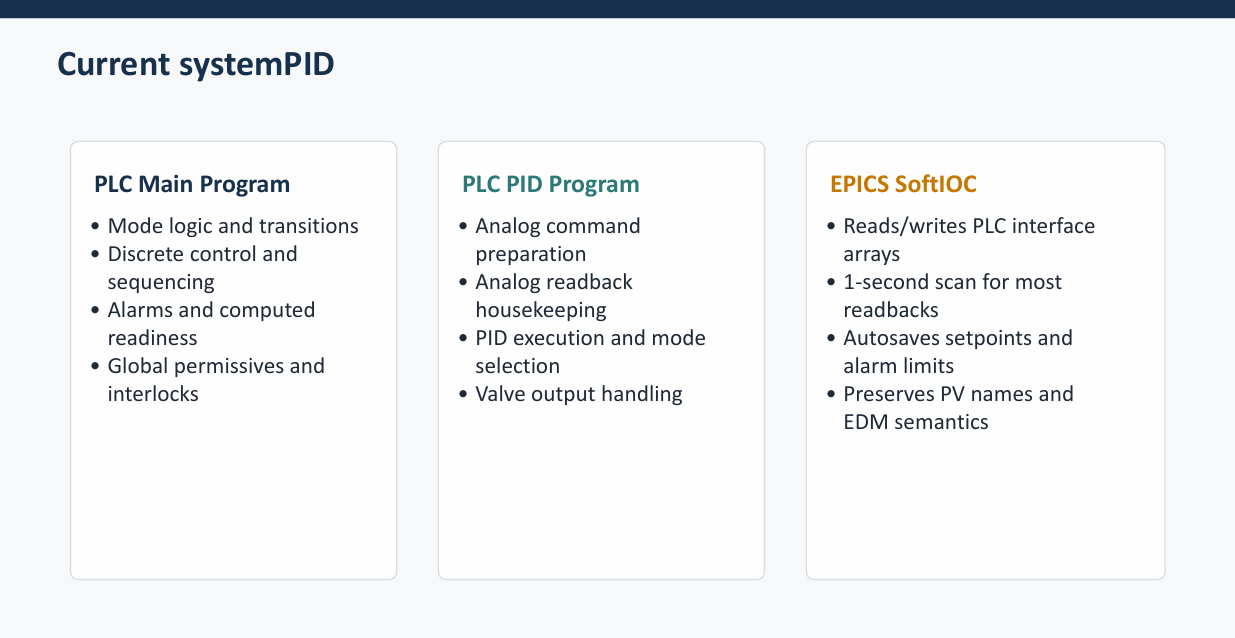 Current systemPID
PLC Main Program
• Mode logic and transitions
• Discrete control and
sequencing
• Alarms and computed
readiness
• Global permissives and
interlocks
PLC PID Program
• Analog command
preparation
• Analog readback
housekeeping
• PID execution and mode
selection
• Valve output handling
EPICS SoftIOC
• Reads/writes PLC interface
arrays
• 1-second scan for most
readbacks
• Autosaves setpoints and
alarm limits
• Preserves PV names and
EDM semantics